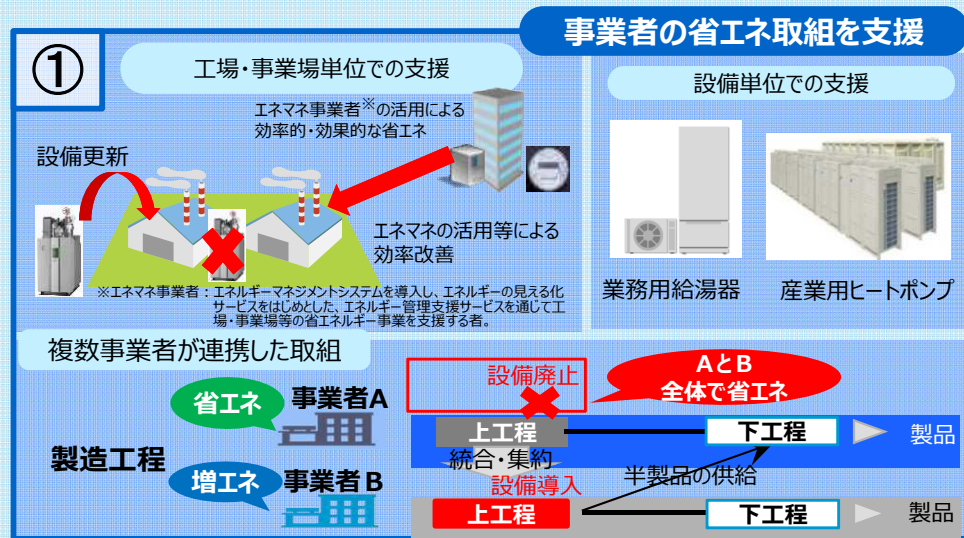 事業者の省エネ取組を支援
①
工場・事業場単位での支援
エネマネ事業者※の活用による
効率的・効果的な省エネ
設備更新
エネマネの活用等による
効率改善
※エネマネ事業者：エネルギーマネジメントシステムを導入し、エネルギーの見える化
サービスをはじめとした、エネルギー管理支援サービスを通じて工
場・事業場等の省エネルギー事業を支援する者。
設備単位での支援
業務用給湯器
産業用ヒートポンプ
複数事業者が連携した取組
製造工程
省エネ
事業者A
増エネ
事業者B
設備廃止
AとB
全体で省エネ
上工程
下工程
製品
統合・集約
設備導入
半製品の供給
上工程
下工程
製品